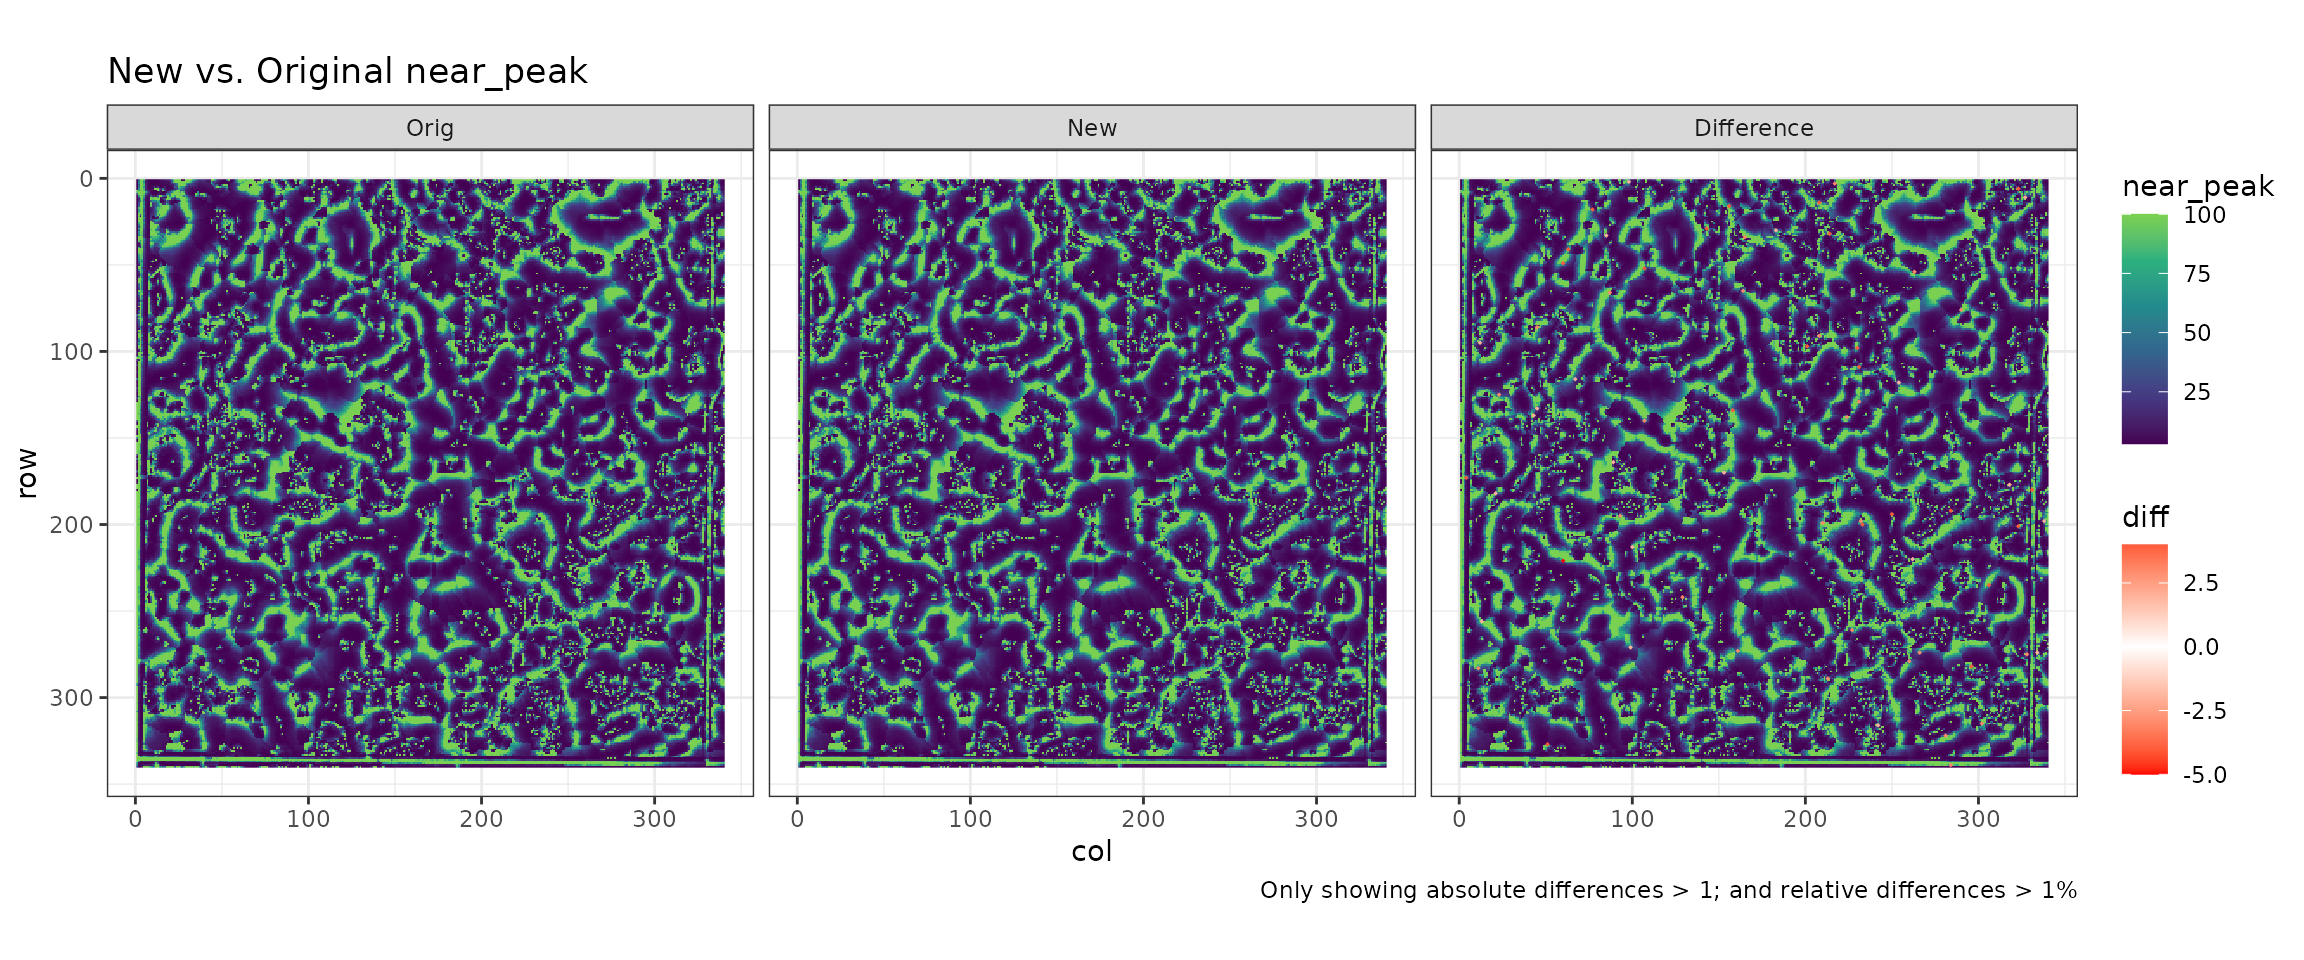 New vs. Original near_peak
Orig
New
Difference
0
100
200
300
row
0
100
200
300
0
100
200
300
0
100
200
300
col
near_peak
100
75
50
25
diff
2.5
0.0
-2.5
-5.0
Only showing absolute differences > 1; and relative differences > 1%